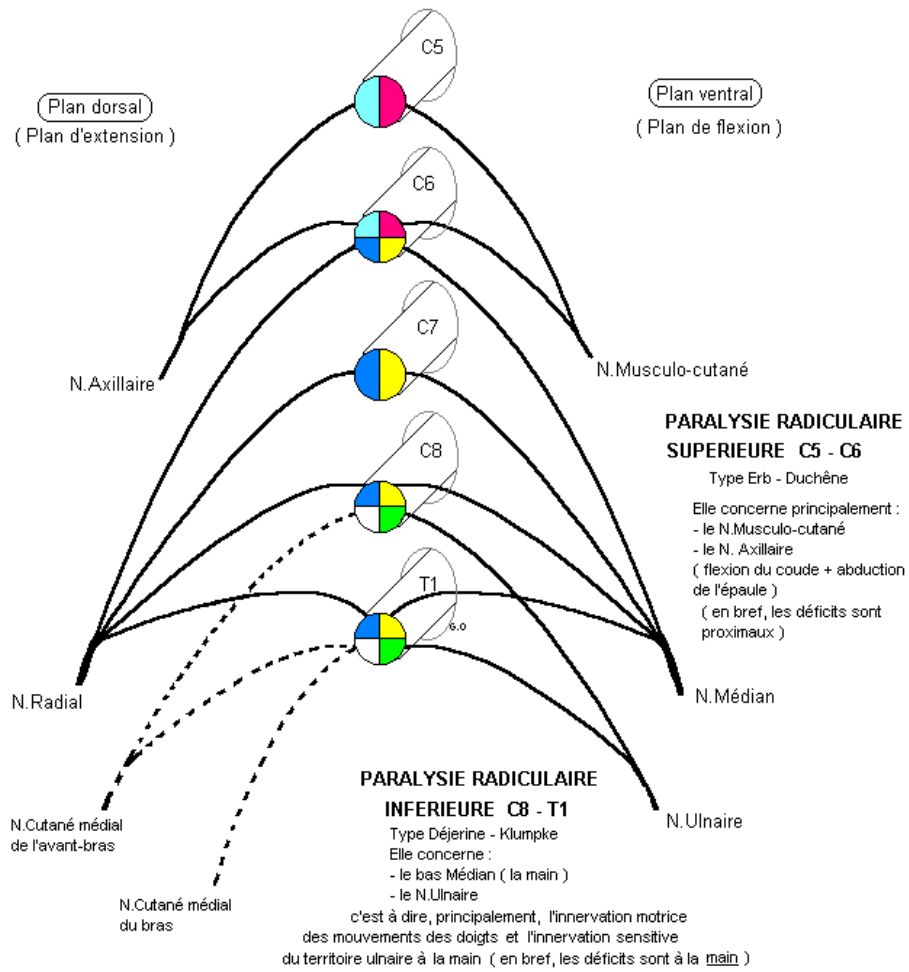 C5
Plan dorsal
( Plan d'extension )
Plan ventral
( Plan de flexion )
C6
C7
N.Axillaire
N.Musculo-cutané
PARALYSIE RADICULAIRE
SUPERIEURE C5 - C6
Type Erb - Duchêne
Elle concerne principalement :
- le N.Musculo-cutané
- le N. Axillaire
( flexion du coude + abduction
de l'épaule )
( en bref, les déficits sont
proximaux )
C8
T1
6.0
N.Radial
N.Médian
PARALYSIE RADICULAIRE
INFERIEURE C8 - T1
Type Déjerine - Klumpke
Elle concerne :
- le bas Médian ( la main )
- le N.Ulnaire
c'est à dire, principalement, l'innervation motrice
des mouvements des doigts et l'innervation sensitive
du territoire ulnaire à la main ( en bref, les déficits sont à la main )
N.Ulnaire
N.Cutané médial
de l'avant-bras
N.Cutané médial
du bras